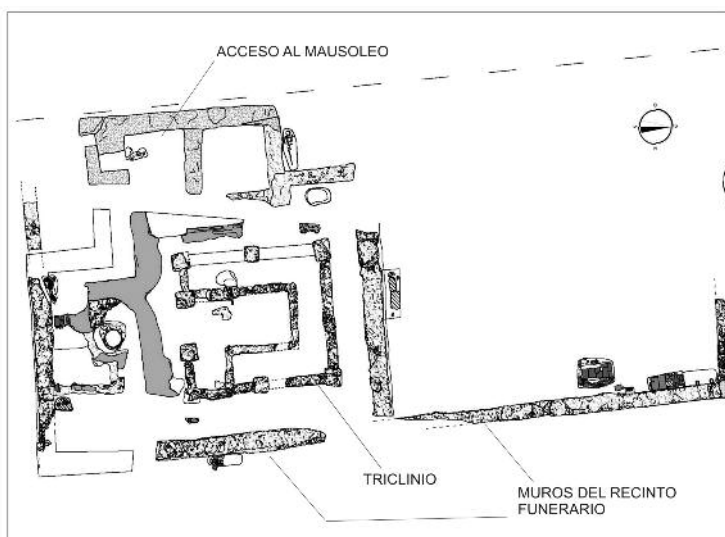 ACCESO AL MAUSOLEO
TRICLINIO
MUROS DEL RECINTO
FUNERARIO